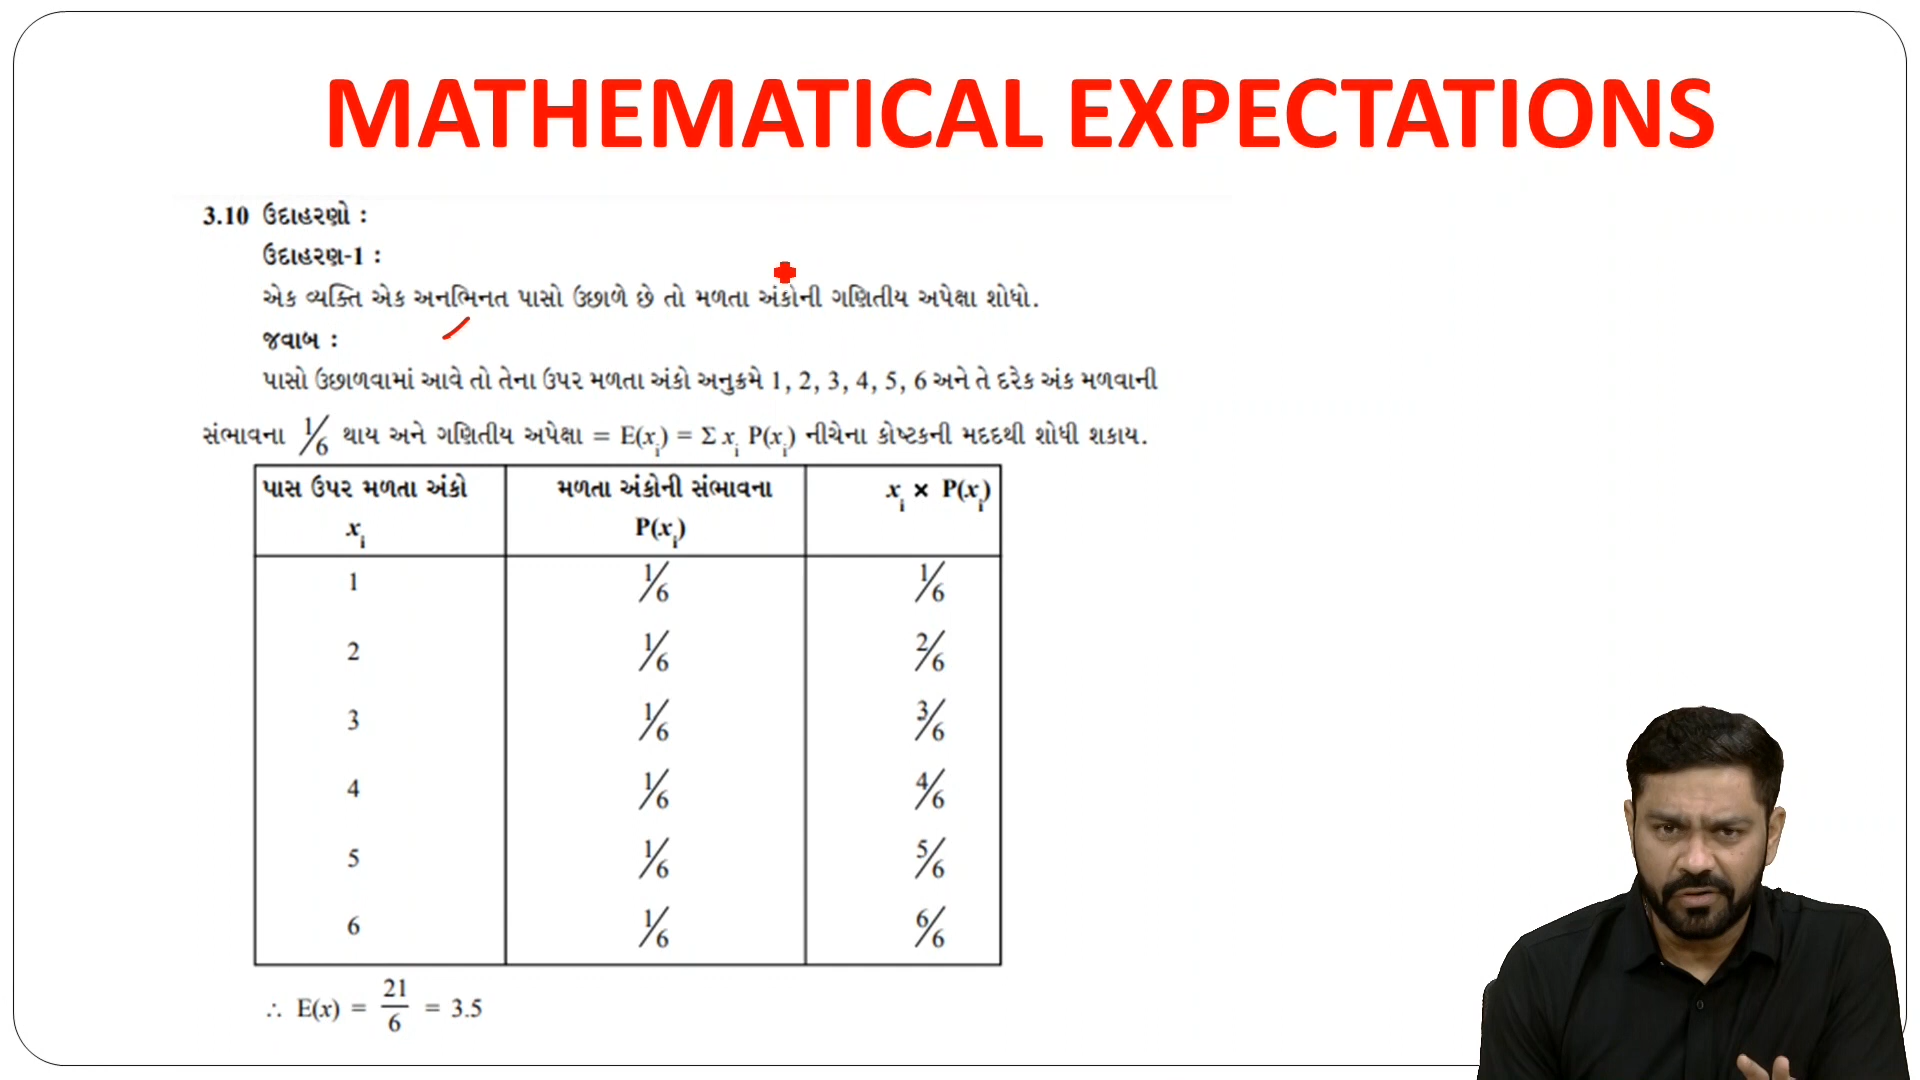 MATHEMATICAL EXPECTATIONS
3.10 ઉદાહરણો :
ઉદાહરણ-1 :
એક વ્યક્તિ એક અનભિનત પાસો ઉછાળે છે તો મળતા અંકોની ગણિતીય અપેક્ષા શોધો.
જવાબ :
પાસો ઉછાળવામાં આવે તો તેના ઉપર મળતા અંકો અનુક્રમે 1, 2, 3, 4, 5, 6 અને તે દરેક અંક મળવાની
સંભાવના 1/6 થાય અને ગણિતીય અપેક્ષા = E(xᵢ) = Σ xᵢ P(xᵢ) નીચેના કોષ્ટકની મદદથી શોધી શકાય.
પાસ ઉપર મળતા અંકો મળતા અંકોની સંભાવના xᵢ × P(xᵢ)
xᵢ P(xᵢ)
1 1/6 1/6
2 1/6 2/6
3 1/6 3/6
4 1/6 4/6
5 1/6 5/6
6 1/6 6/6
∴ E(x) = 21/6 = 3.5